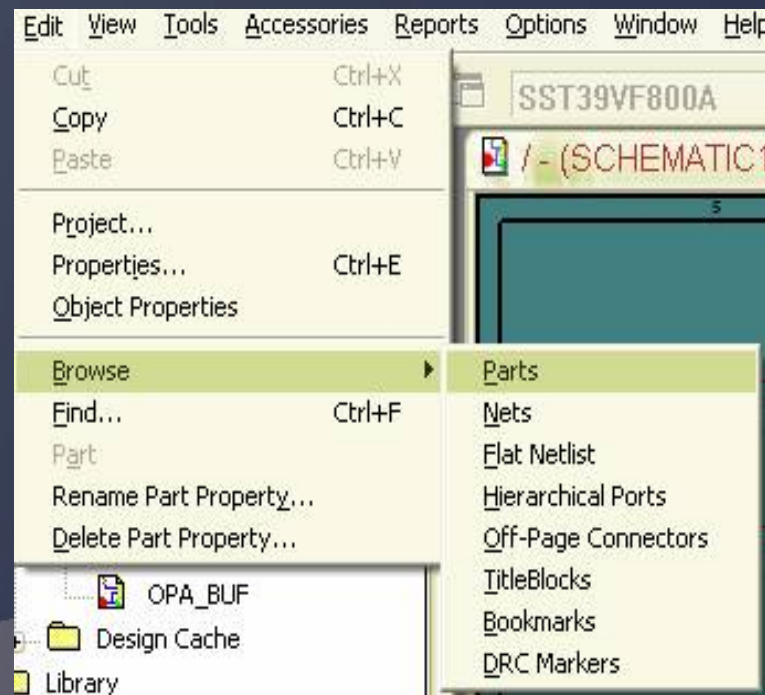 Edit View Tools Accessories Reports Options Window Help
Cut Ctrl+X
Copy Ctrl+C
Paste Ctrl+V
Project...
Properties... Ctrl+E
Object Properties
Browse
Find... Ctrl+F
Part
Rename Part Property...
Delete Part Property...
SST39VF800A
/ - (SCHEMATIC1
5
Parts
Nets
Flat Netlist
Hierarchical Ports
Off-Page Connectors
TitleBlocks
Bookmarks
DRC Markers
OPA_BUF
Design Cache
Library